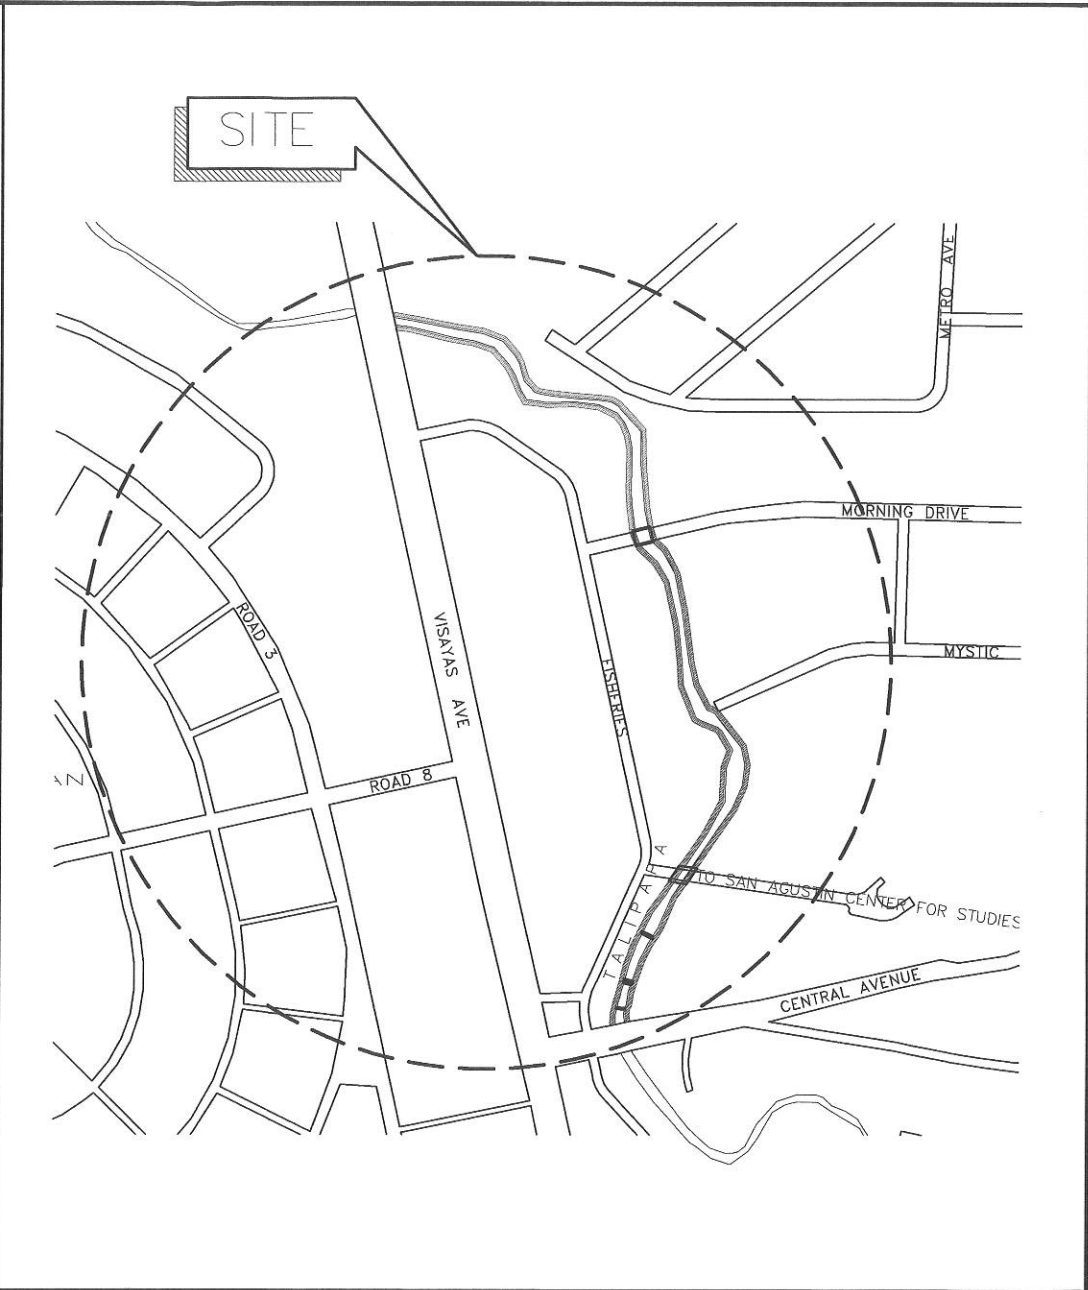 SITE
METRO AVE
MORNING DRIVE
ROAD 3
VISAYAS AVE
FISHERIES
MYSTIC
ROAD 8
TALIPAPA
TO SAN AGUSTIN CENTER FOR STUDIES
CENTRAL AVENUE